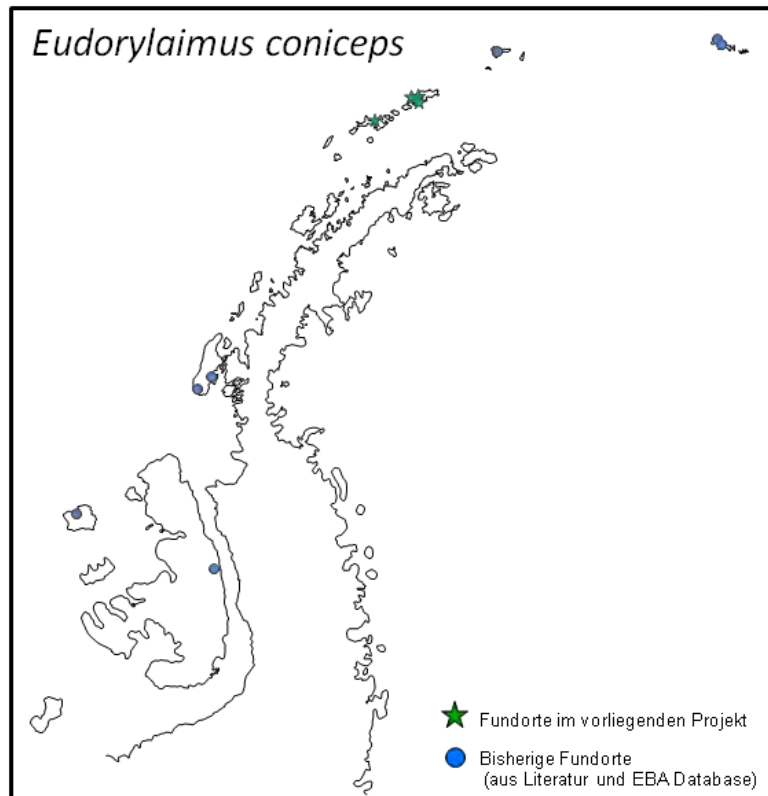 Eudorylaimus coniceps
Fundorte im vorliegenden Projekt
Bisherige Fundorte
(aus Literatur und EBA Database)